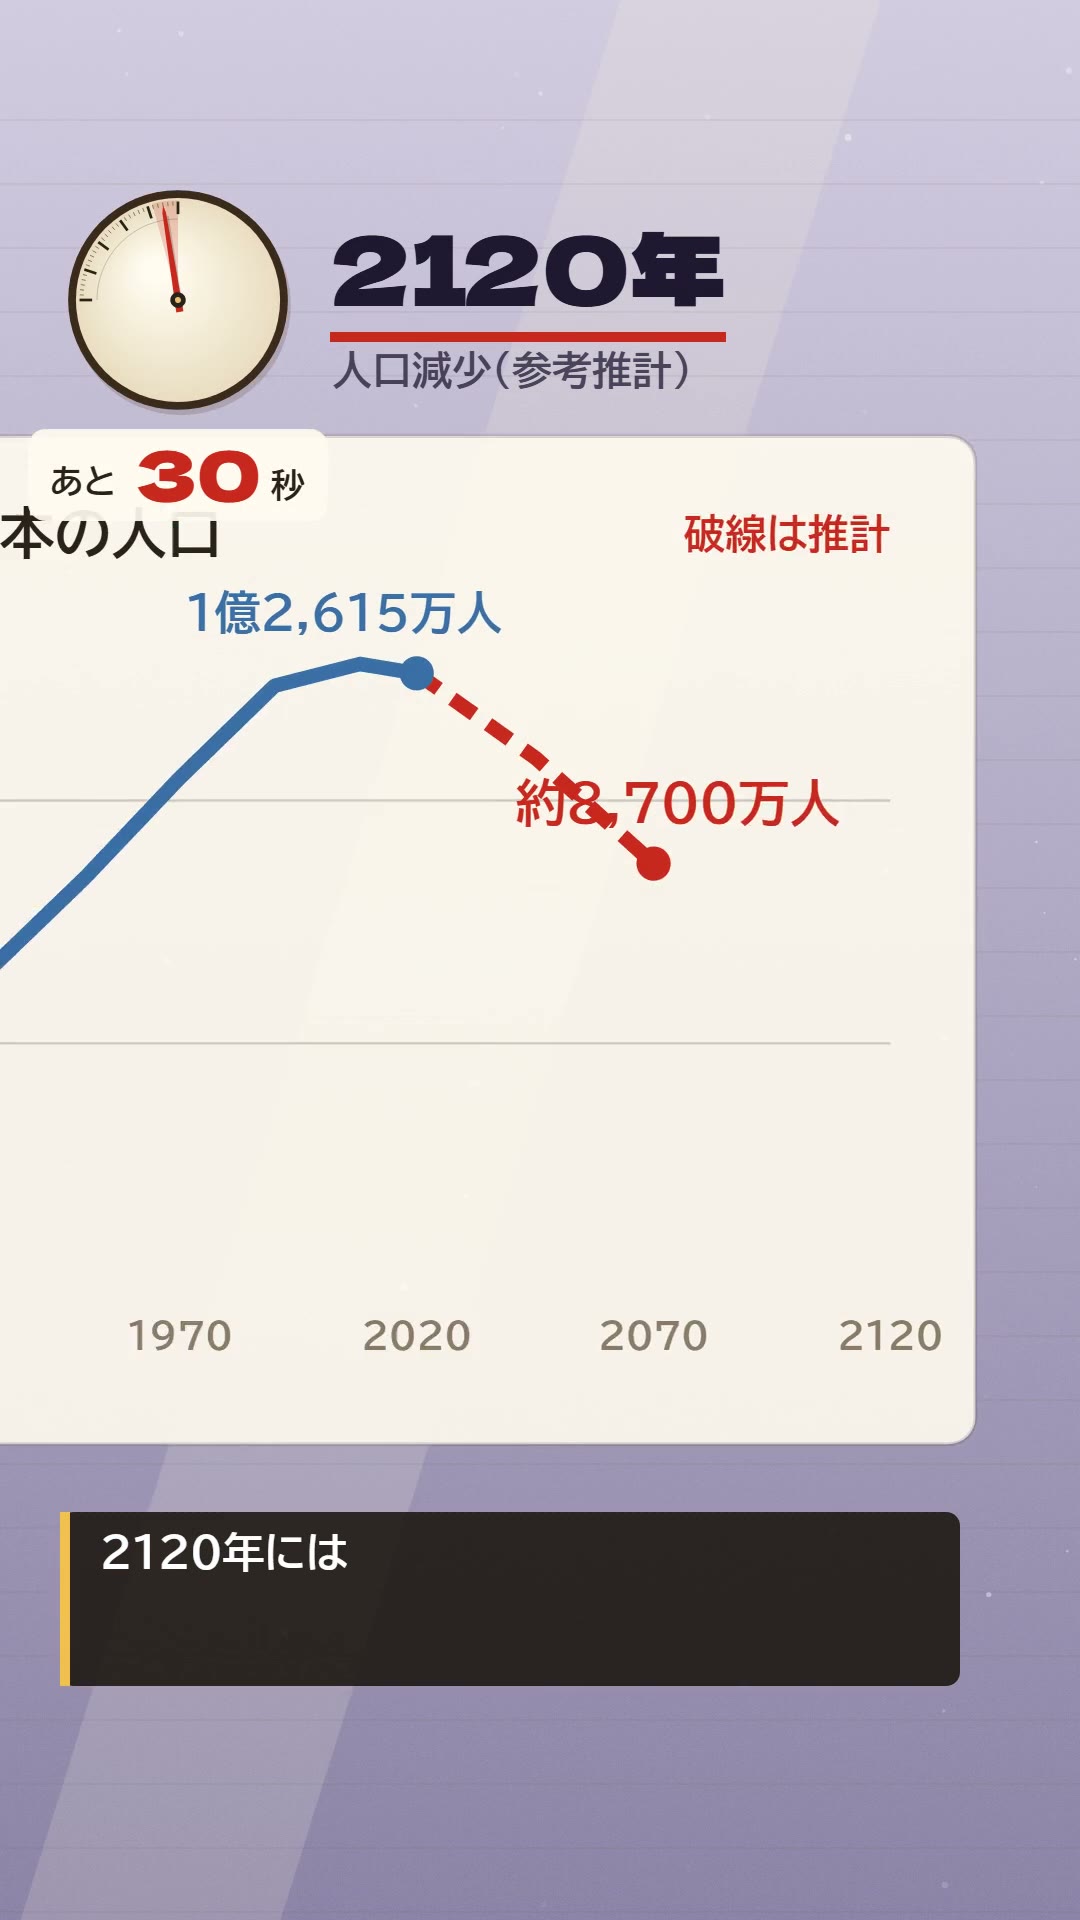 2120年
人口減少(参考推計)
あと 30 秒
本の人口
破線は推計
1億2,615万人
約8,700万人
1970 2020 2070 2120
2120年には